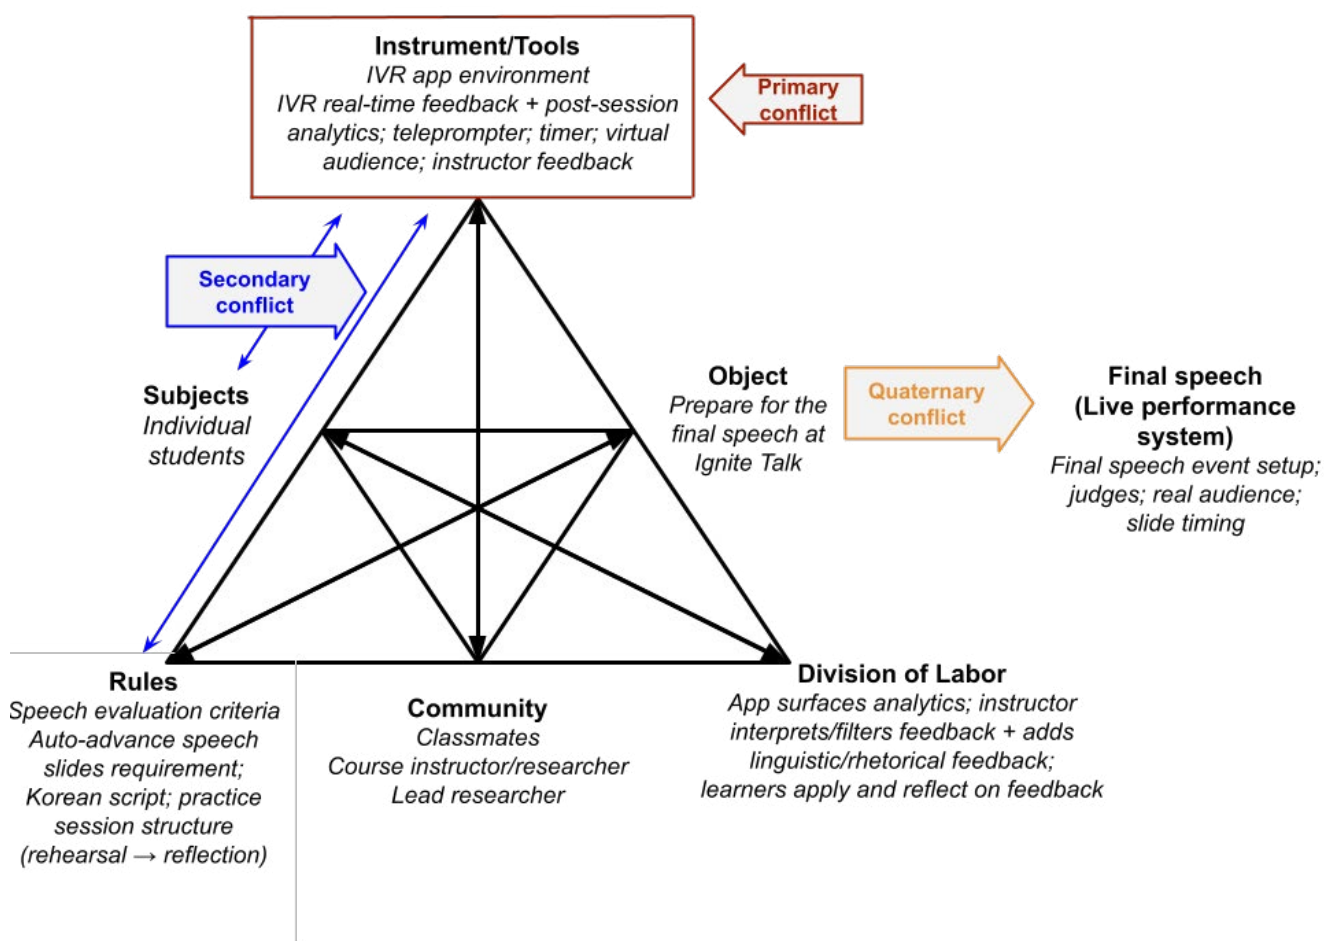 Instrument/Tools
IVR app environment
IVR real-time feedback + post-session
analytics; teleprompter; timer; virtual
audience; instructor feedback
Primary
conflict
Secondary
conflict
Subjects
Individual
students
Object
Prepare for the
final speech at
Ignite Talk
Quaternary
conflict
Final speech
(Live performance
system)
Final speech event setup;
judges; real audience;
slide timing
Rules
Speech evaluation criteria
Auto-advance speech
slides requirement;
Korean script; practice
session structure
(rehearsal → reflection)
Community
Classmates
Course instructor/researcher
Lead researcher
Division of Labor
App surfaces analytics; instructor
interprets/filters feedback + adds
linguistic/rhetorical feedback;
learners apply and reflect on feedback